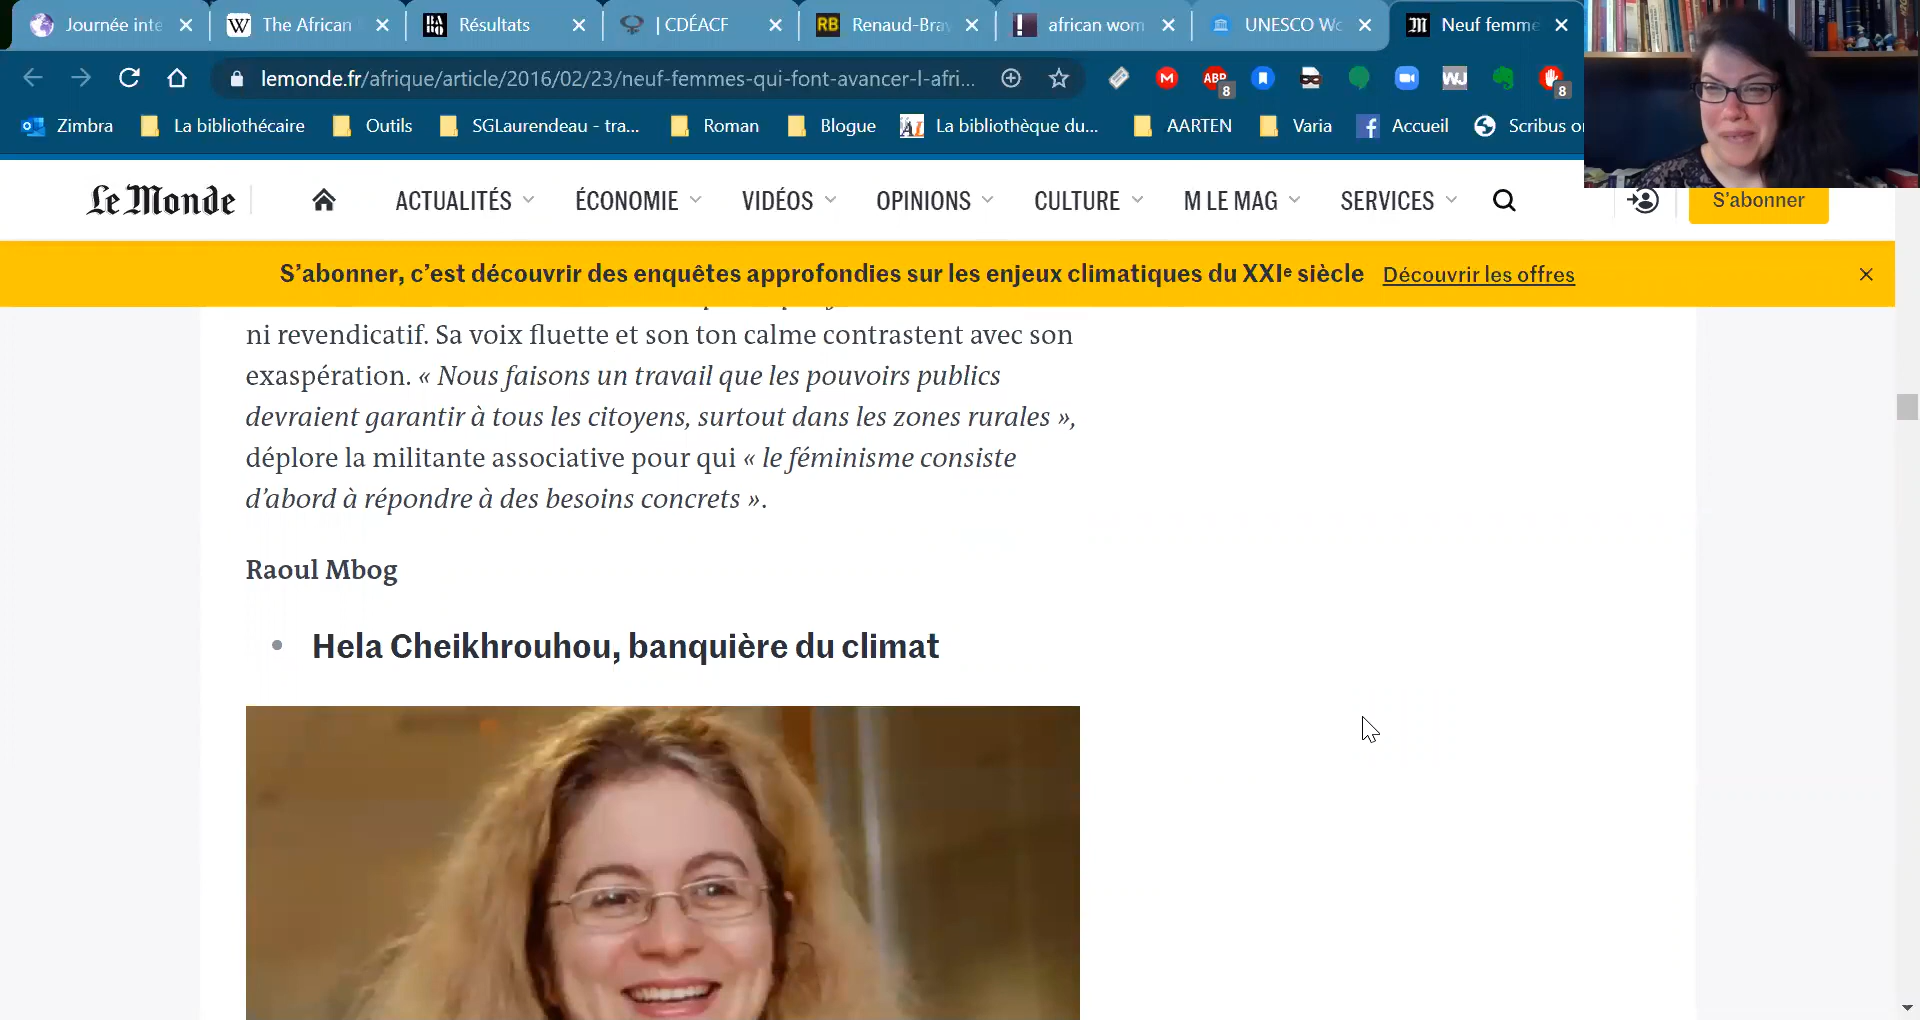 Journée inte
The African
Résultats
| CDÉACF
Renaud-Bray
african wom
UNESCO Wo
Neuf femme
lemonde.fr/afrique/article/2016/02/23/neuf-femmes-qui-font-avancer-l-afri...
ABP
8
WJ
8
Zimbra
La bibliothécaire
Outils
SGLaurendeau - tra...
Roman
Blogue
La bibliothèque du...
AARTEN
Varia
Accueil
Scribus o
Le Monde
ACTUALITÉS
ÉCONOMIE
VIDÉOS
OPINIONS
CULTURE
M LE MAG
SERVICES
S'abonner
S’abonner, c’est découvrir des enquêtes approfondies sur les enjeux climatiques du XXIᵉ siècle Découvrir les offres
ni revendicatif. Sa voix fluette et son ton calme contrastent avec son
exaspération. « Nous faisons un travail que les pouvoirs publics
devraient garantir à tous les citoyens, surtout dans les zones rurales »,
déplore la militante associative pour qui « le féminisme consiste
d’abord à répondre à des besoins concrets ».
Raoul Mbog
• Hela Cheikhrouhou, banquière du climat